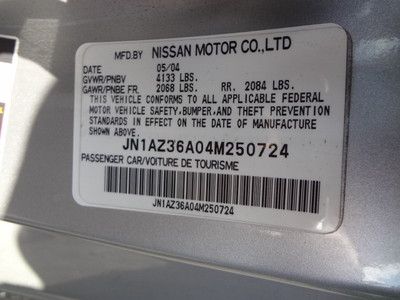 MFD.BY NISSAN MOTOR CO.,LTD
DATE 05/04
GVWR/PNBV 4133 LBS.
GAWR/PNBE FR. 2068 LBS. RR. 2084 LBS.
THIS VEHICLE CONFORMS TO ALL APPLICABLE FEDERAL
MOTOR VEHICLE SAFETY,BUMPER,AND THEFT PREVENTION
STANDARDS IN EFFECT ON THE DATE OF MANUFACTURE
SHOWN ABOVE.
JN1AZ36A04M250724
PASSENGER CAR/VOITURE DE TOURISME
JN1AZ36A04M250724